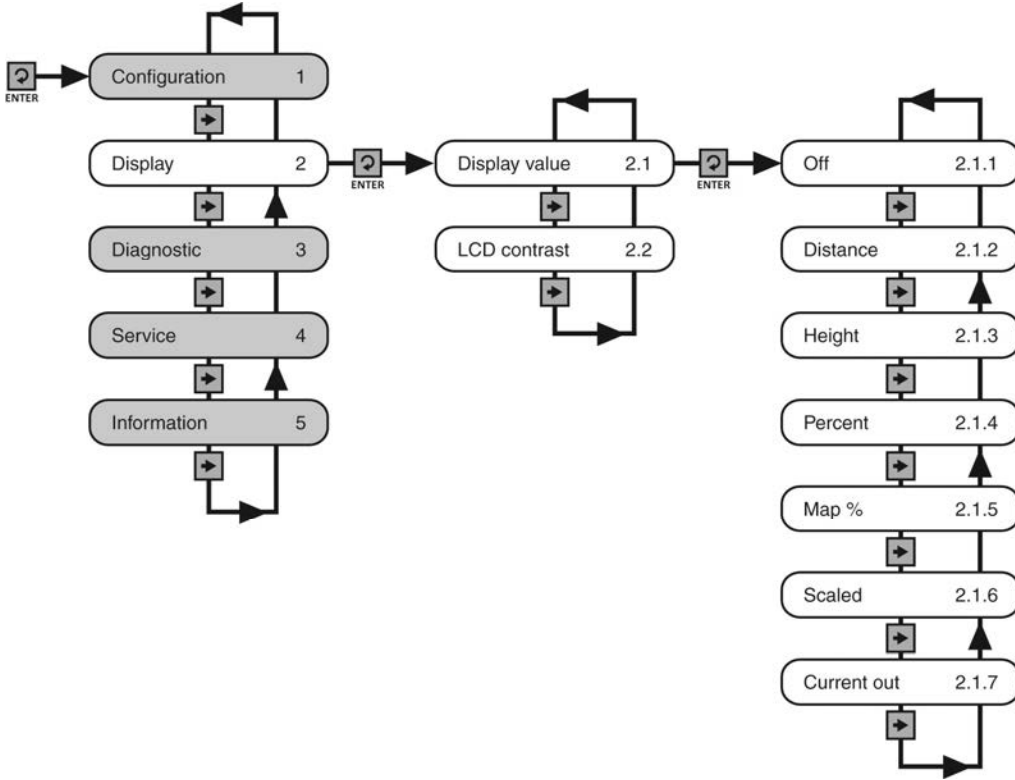 ENTER
Configuration 1
Display 2
Diagnostic 3
Service 4
Information 5
ENTER
Display value 2.1
LCD contrast 2.2
ENTER
Off 2.1.1
Distance 2.1.2
Height 2.1.3
Percent 2.1.4
Map % 2.1.5
Scaled 2.1.6
Current out 2.1.7